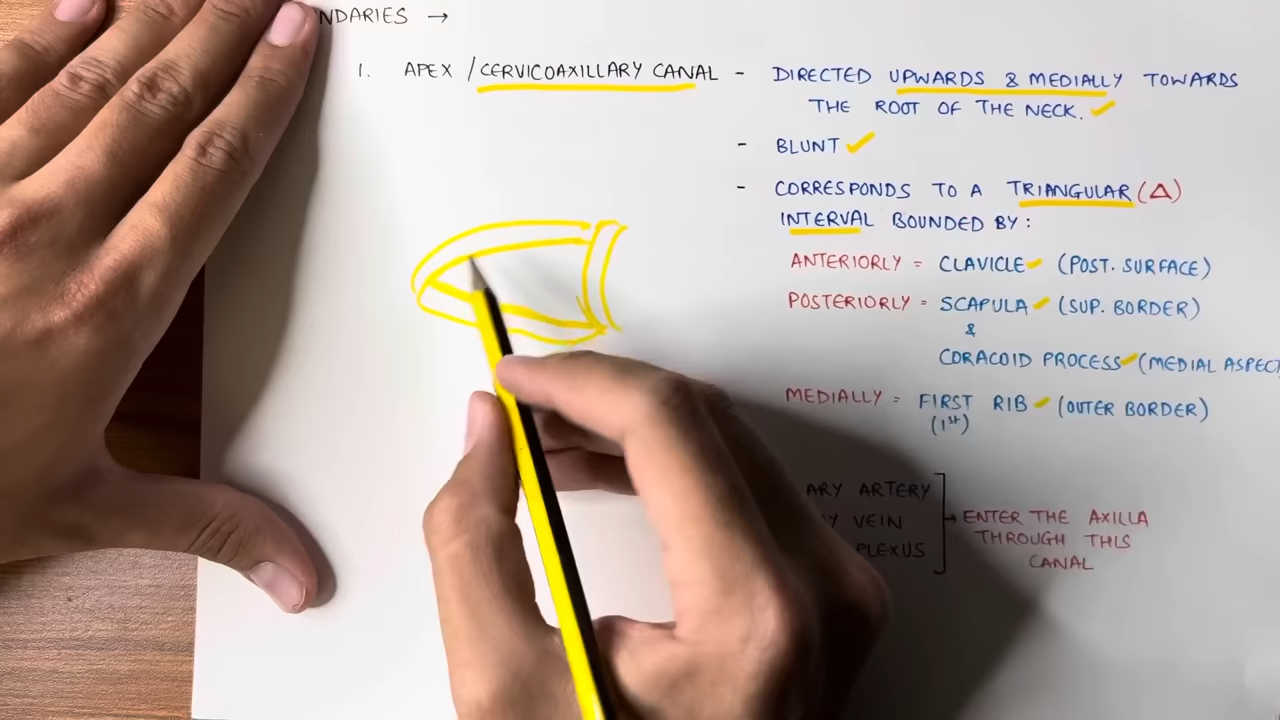 1. APEX / CERVICOAXILLARY CANAL - DIRECTED UPWARDS & MEDIALLY TOWARDS
THE ROOT OF THE NECK. ✓
- BLUNT ✓
- CORRESPONDS TO A TRIANGULAR (Δ)
INTERVAL BOUNDED BY:
ANTERIORLY = CLAVICLE (POST. SURFACE)
POSTERIORLY = SCAPULA (SUP. BORDER)
&
CORACOID PROCESS (MEDIAL ASPECT
MEDIALLY = FIRST RIB (OUTER BORDER)
(1st)
ARTERY
VEIN
PLEXUS
→ ENTER THE AXILLA
THROUGH THIS
CANAL